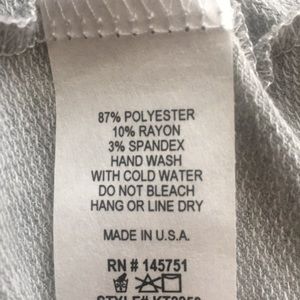 87% POLYESTER
10% RAYON
3% SPANDEX
HAND WASH
WITH COLD WATER
DO NOT BLEACH
HANG OR LINE DRY
MADE IN U.S.A.
RN # 145751
STYLE#